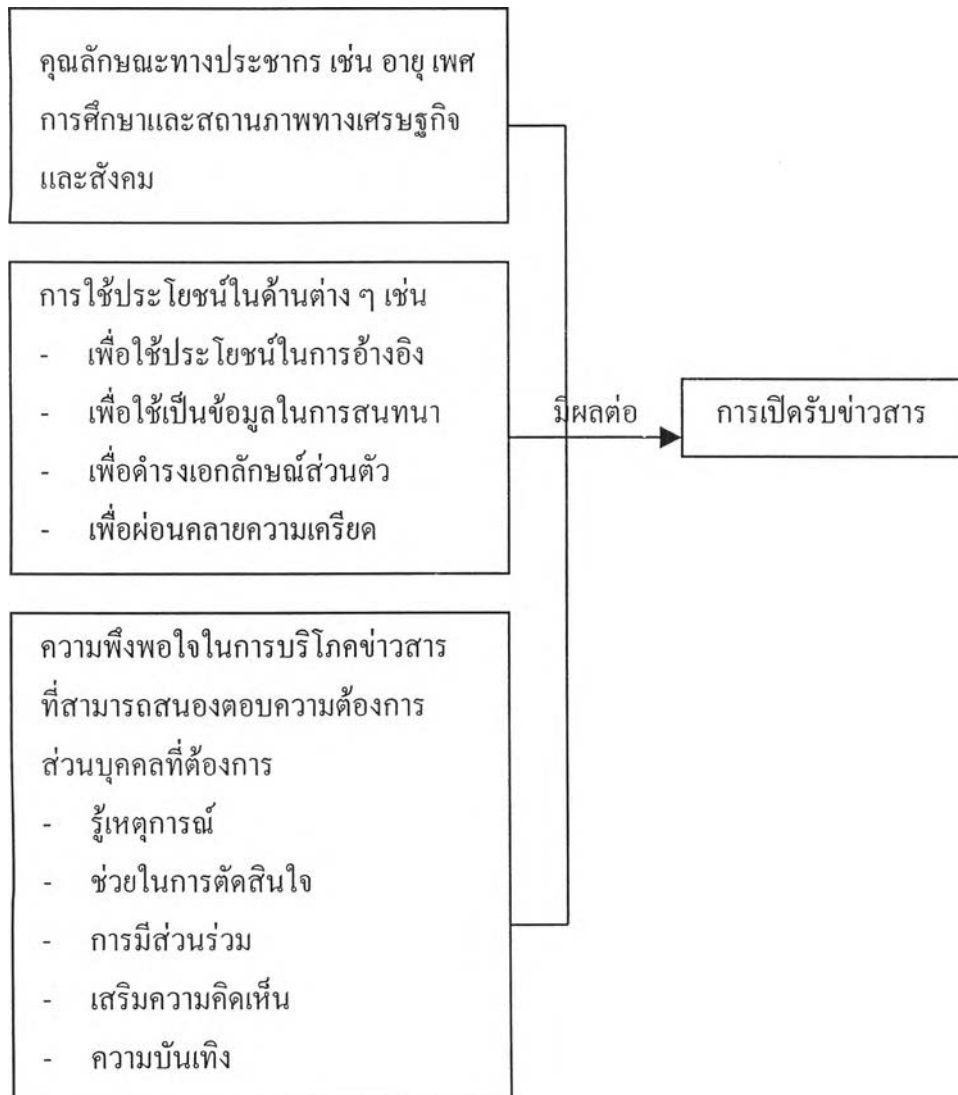 คุณลักษณะทางประชากร เช่น อายุ เพศ
การศึกษาและสถานภาพทางเศรษฐกิจ
และสังคม
การใช้ประโยชน์ในด้านต่าง ๆ เช่น
- เพื่อใช้ประโยชน์ในการอ้างอิง
- เพื่อใช้เป็นข้อมูลในการสนทนา
- เพื่อดำรงเอกลักษณ์ส่วนตัว
- เพื่อผ่อนคลายความเครียด
มีผลต่อ
การเปิดรับข่าวสาร
ความพึงพอใจในการบริโภคข่าวสาร
ที่สามารถสนองตอบความต้องการ
ส่วนบุคคลที่ต้องการ
- รู้เหตุการณ์
- ช่วยในการตัดสินใจ
- การมีส่วนร่วม
- เสริมความคิดเห็น
- ความบันเทิง